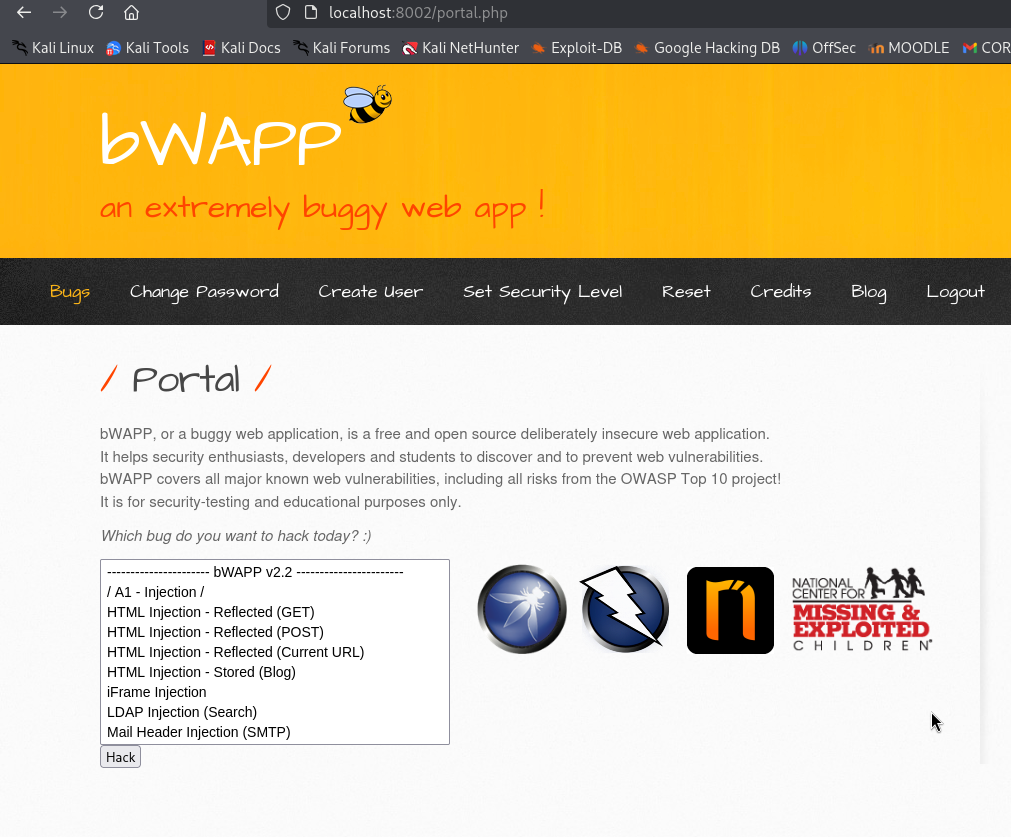 localhost:8002/portal.php
Kali Linux Kali Tools Kali Docs Kali Forums Kali NetHunter Exploit-DB Google Hacking DB OffSec MOODLE COR
bWAPP
an extremely buggy web app !
Bugs Change Password Create User Set Security Level Reset Credits Blog Logout
/ Portal /
bWAPP, or a buggy web application, is a free and open source deliberately insecure web application.
It helps security enthusiasts, developers and students to discover and to prevent web vulnerabilities.
bWAPP covers all major known web vulnerabilities, including all risks from the OWASP Top 10 project!
It is for security-testing and educational purposes only.
Which bug do you want to hack today? :)
--------------------- bWAPP v2.2 -----------------------
/ A1 - Injection /
HTML Injection - Reflected (GET)
HTML Injection - Reflected (POST)
HTML Injection - Reflected (Current URL)
HTML Injection - Stored (Blog)
iFrame Injection
LDAP Injection (Search)
Mail Header Injection (SMTP)
Hack
n
NATIONAL
CENTER FOR
MISSING &
EXPLOITED
CHILDREN®